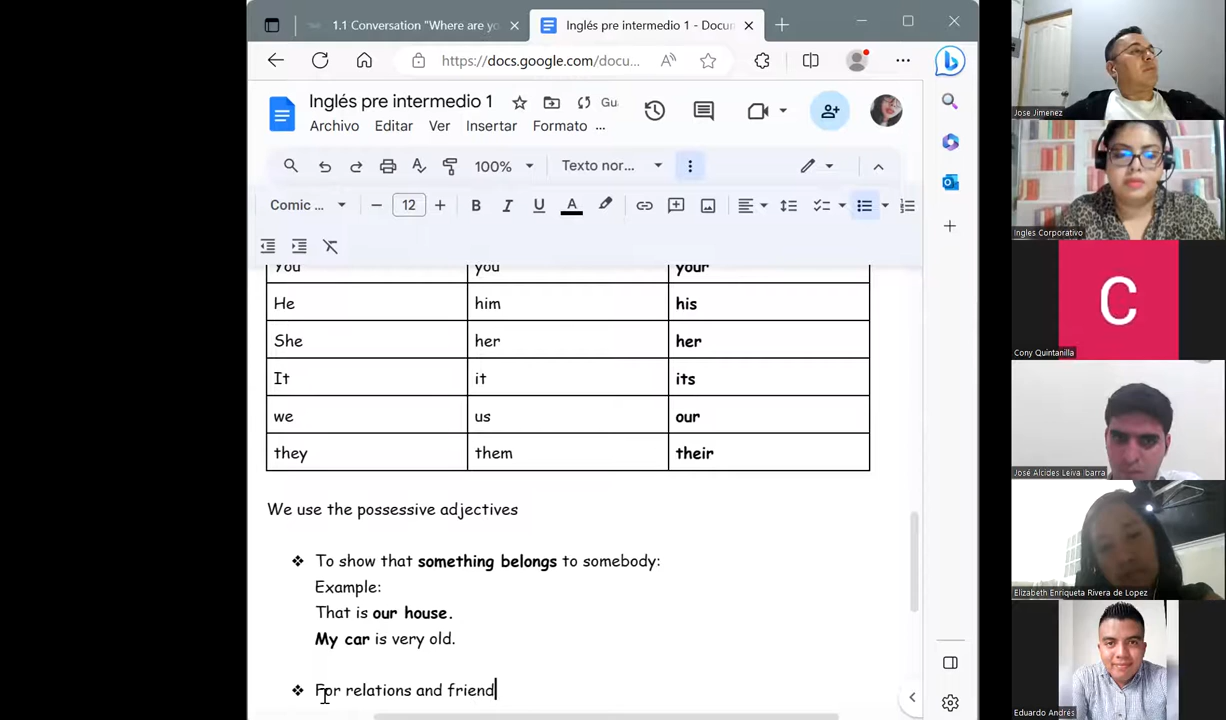 1.1 Conversation "Where are yo
Inglés pre intermedio 1 - Docun
https://docs.google.com/docu...
Inglés pre intermedio 1
Gu
Archivo Editar Ver Insertar Formato ...
100% Texto nor...
Comic ... 12 B I U A
You you your
He him his
She her her
It it its
we us our
they them their
We use the possessive adjectives
❖ To show that something belongs to somebody:
Example:
That is our house.
My car is very old.
❖ For relations and friend
Jose Jimenez
Ingles Corporativo
C
Cony Quintanilla
José Alcides Leiva Ibarra
Elizabeth Enriqueta Rivera de Lopez
Eduardo Andres